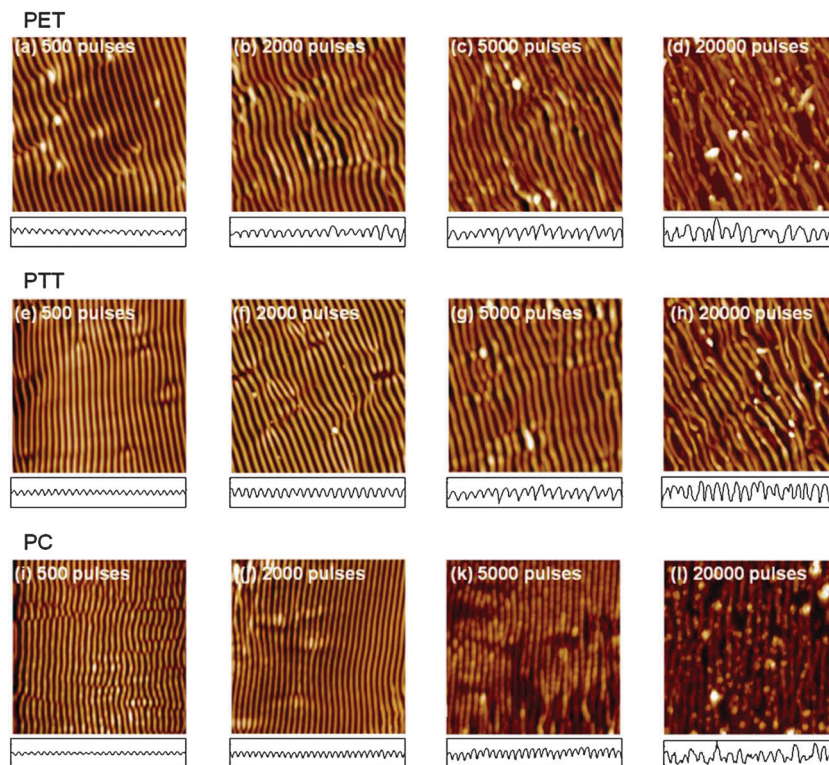 PET
(a) 500 pulses
(b) 2000 pulses
(c) 5000 pulses
(d) 20000 pulses
PTT
(e) 500 pulses
(f) 2000 pulses
(g) 5000 pulses
(h) 20000 pulses
PC
(i) 500 pulses
(j) 2000 pulses
(k) 5000 pulses
(l) 20000 pulses